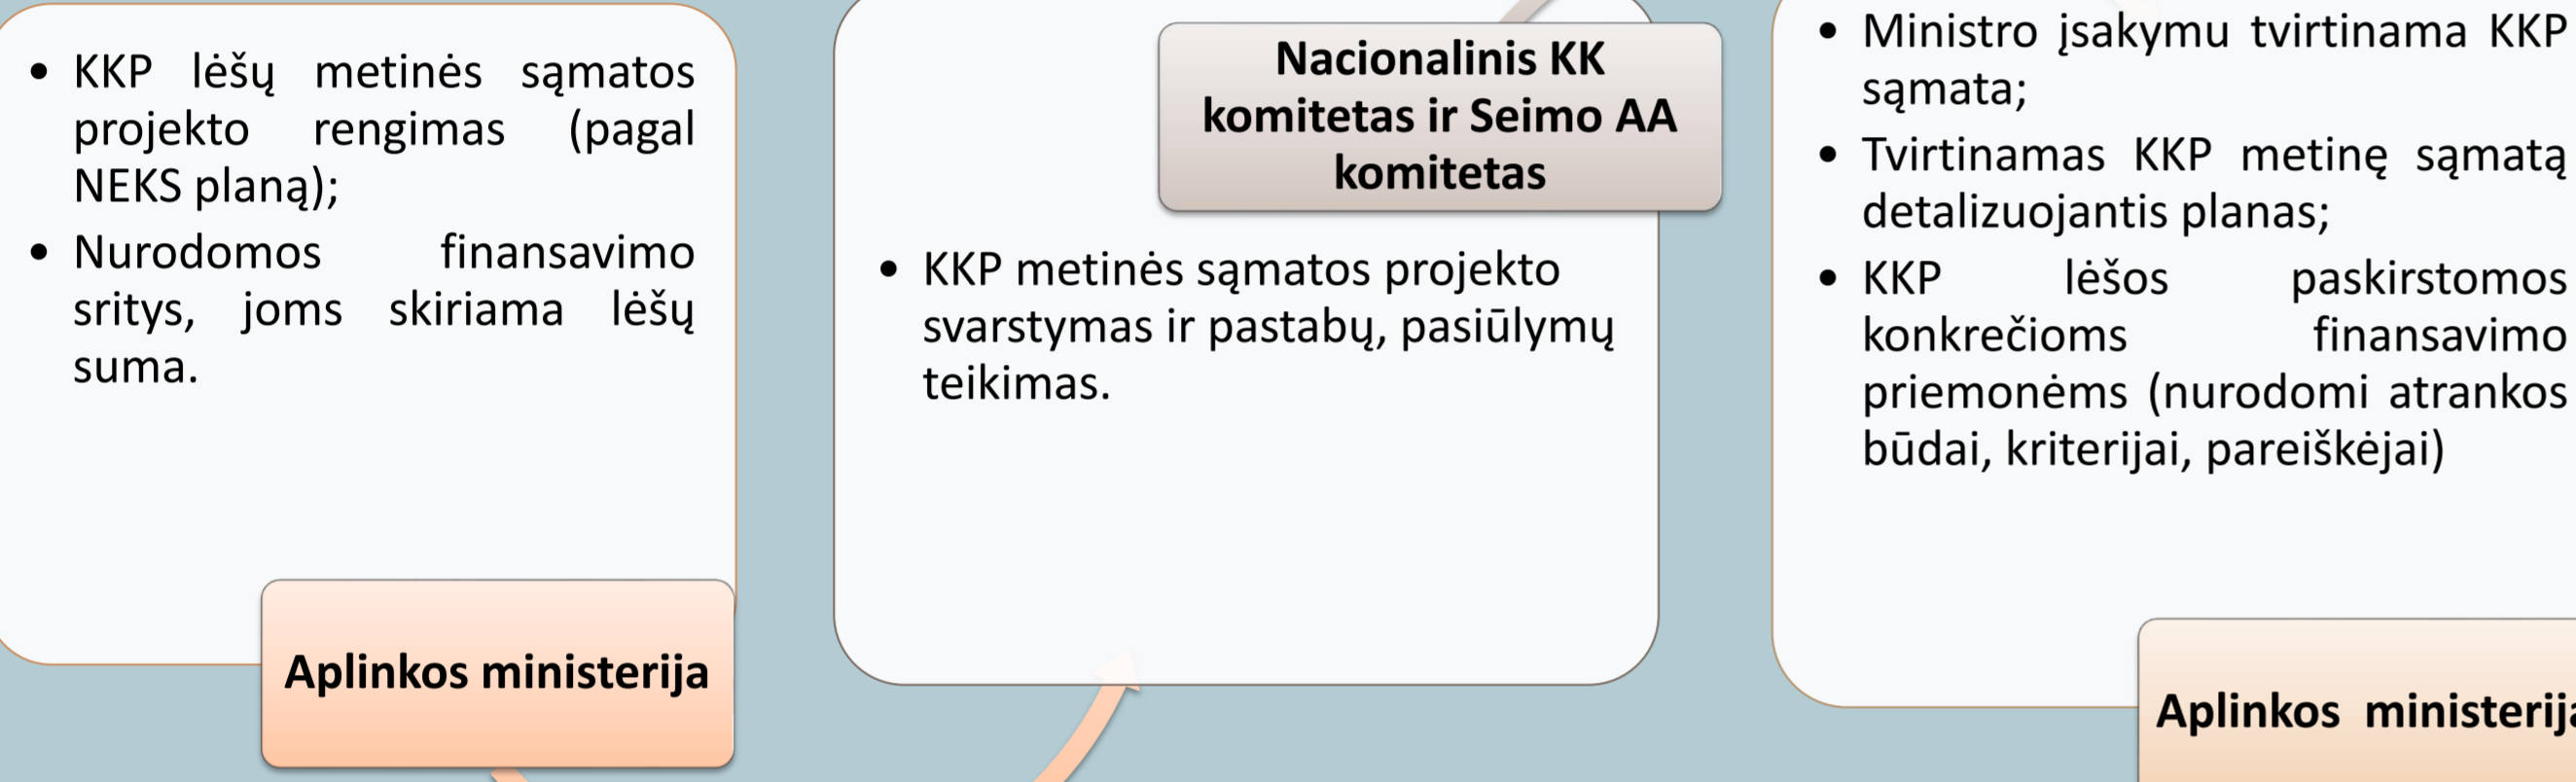 • KKP lėšų metinės sąmatos
projekto rengimas (pagal
NEKS planą);
• Nurodomos finansavimo
sritys, joms skiriama lėšų
suma.
Aplinkos ministerija
Nacionalinis KK
komitetas ir Seimo AA
komitetas
• KKP metinės sąmatos projekto
svarstymas ir pastabų, pasiūlymų
teikimas.
• Ministro įsakymu tvirtinama KKP
sąmata;
• Tvirtinamas KKP metinę sąmatą
detalizuojantis planas;
• KKP lėšos paskirstomos
konkrečioms finansavimo
priemonėms (nurodomi atrankos
būdai, kriterijai, pareiškėjai)
Aplinkos ministerija